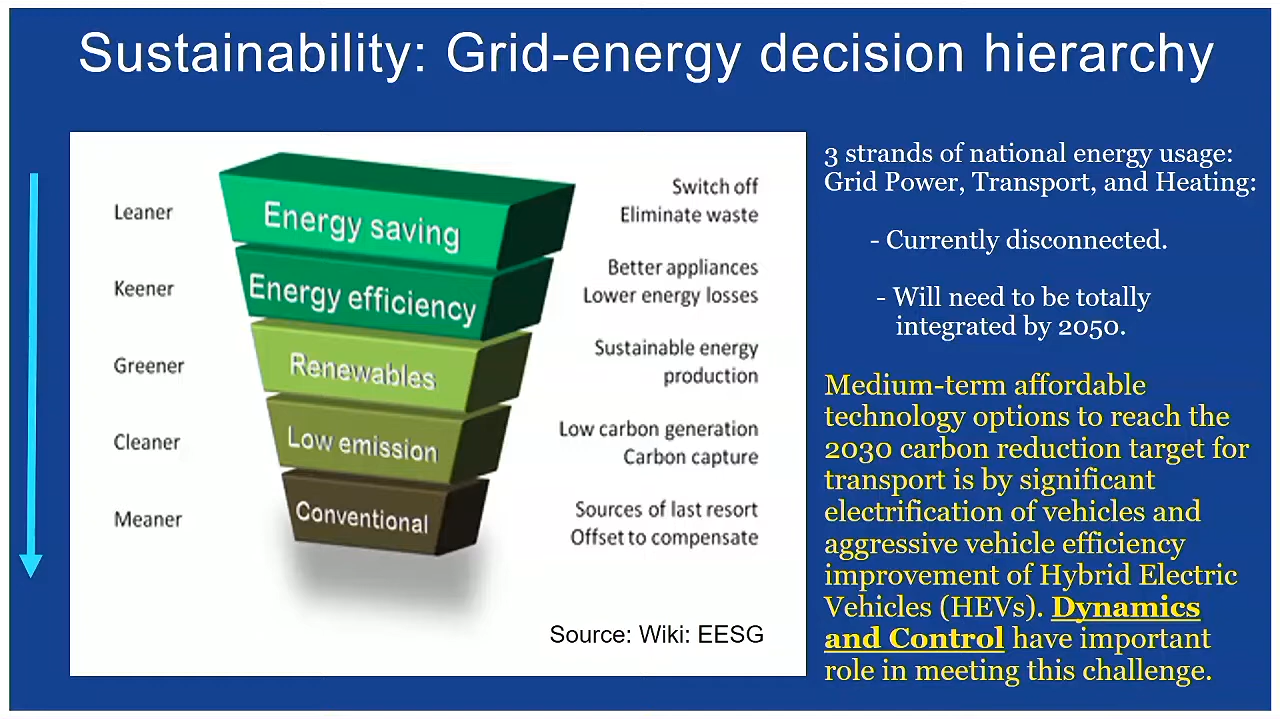 Sustainability: Grid-energy decision hierarchy
Leaner
Energy saving
Switch off
Eliminate waste
Keener
Energy efficiency
Better appliances
Lower energy losses
Greener
Renewables
Sustainable energy
production
Cleaner
Low emission
Low carbon generation
Carbon capture
Meaner
Conventional
Sources of last resort
Offset to compensate
Source: Wiki: EESG
3 strands of national energy usage:
Grid Power, Transport, and Heating:
- Currently disconnected.
- Will need to be totally
integrated by 2050.
Medium-term affordable
technology options to reach the
2030 carbon reduction target for
transport is by significant
electrification of vehicles and
aggressive vehicle efficiency
improvement of Hybrid Electric
Vehicles (HEVs). Dynamics
and Control have important
role in meeting this challenge.